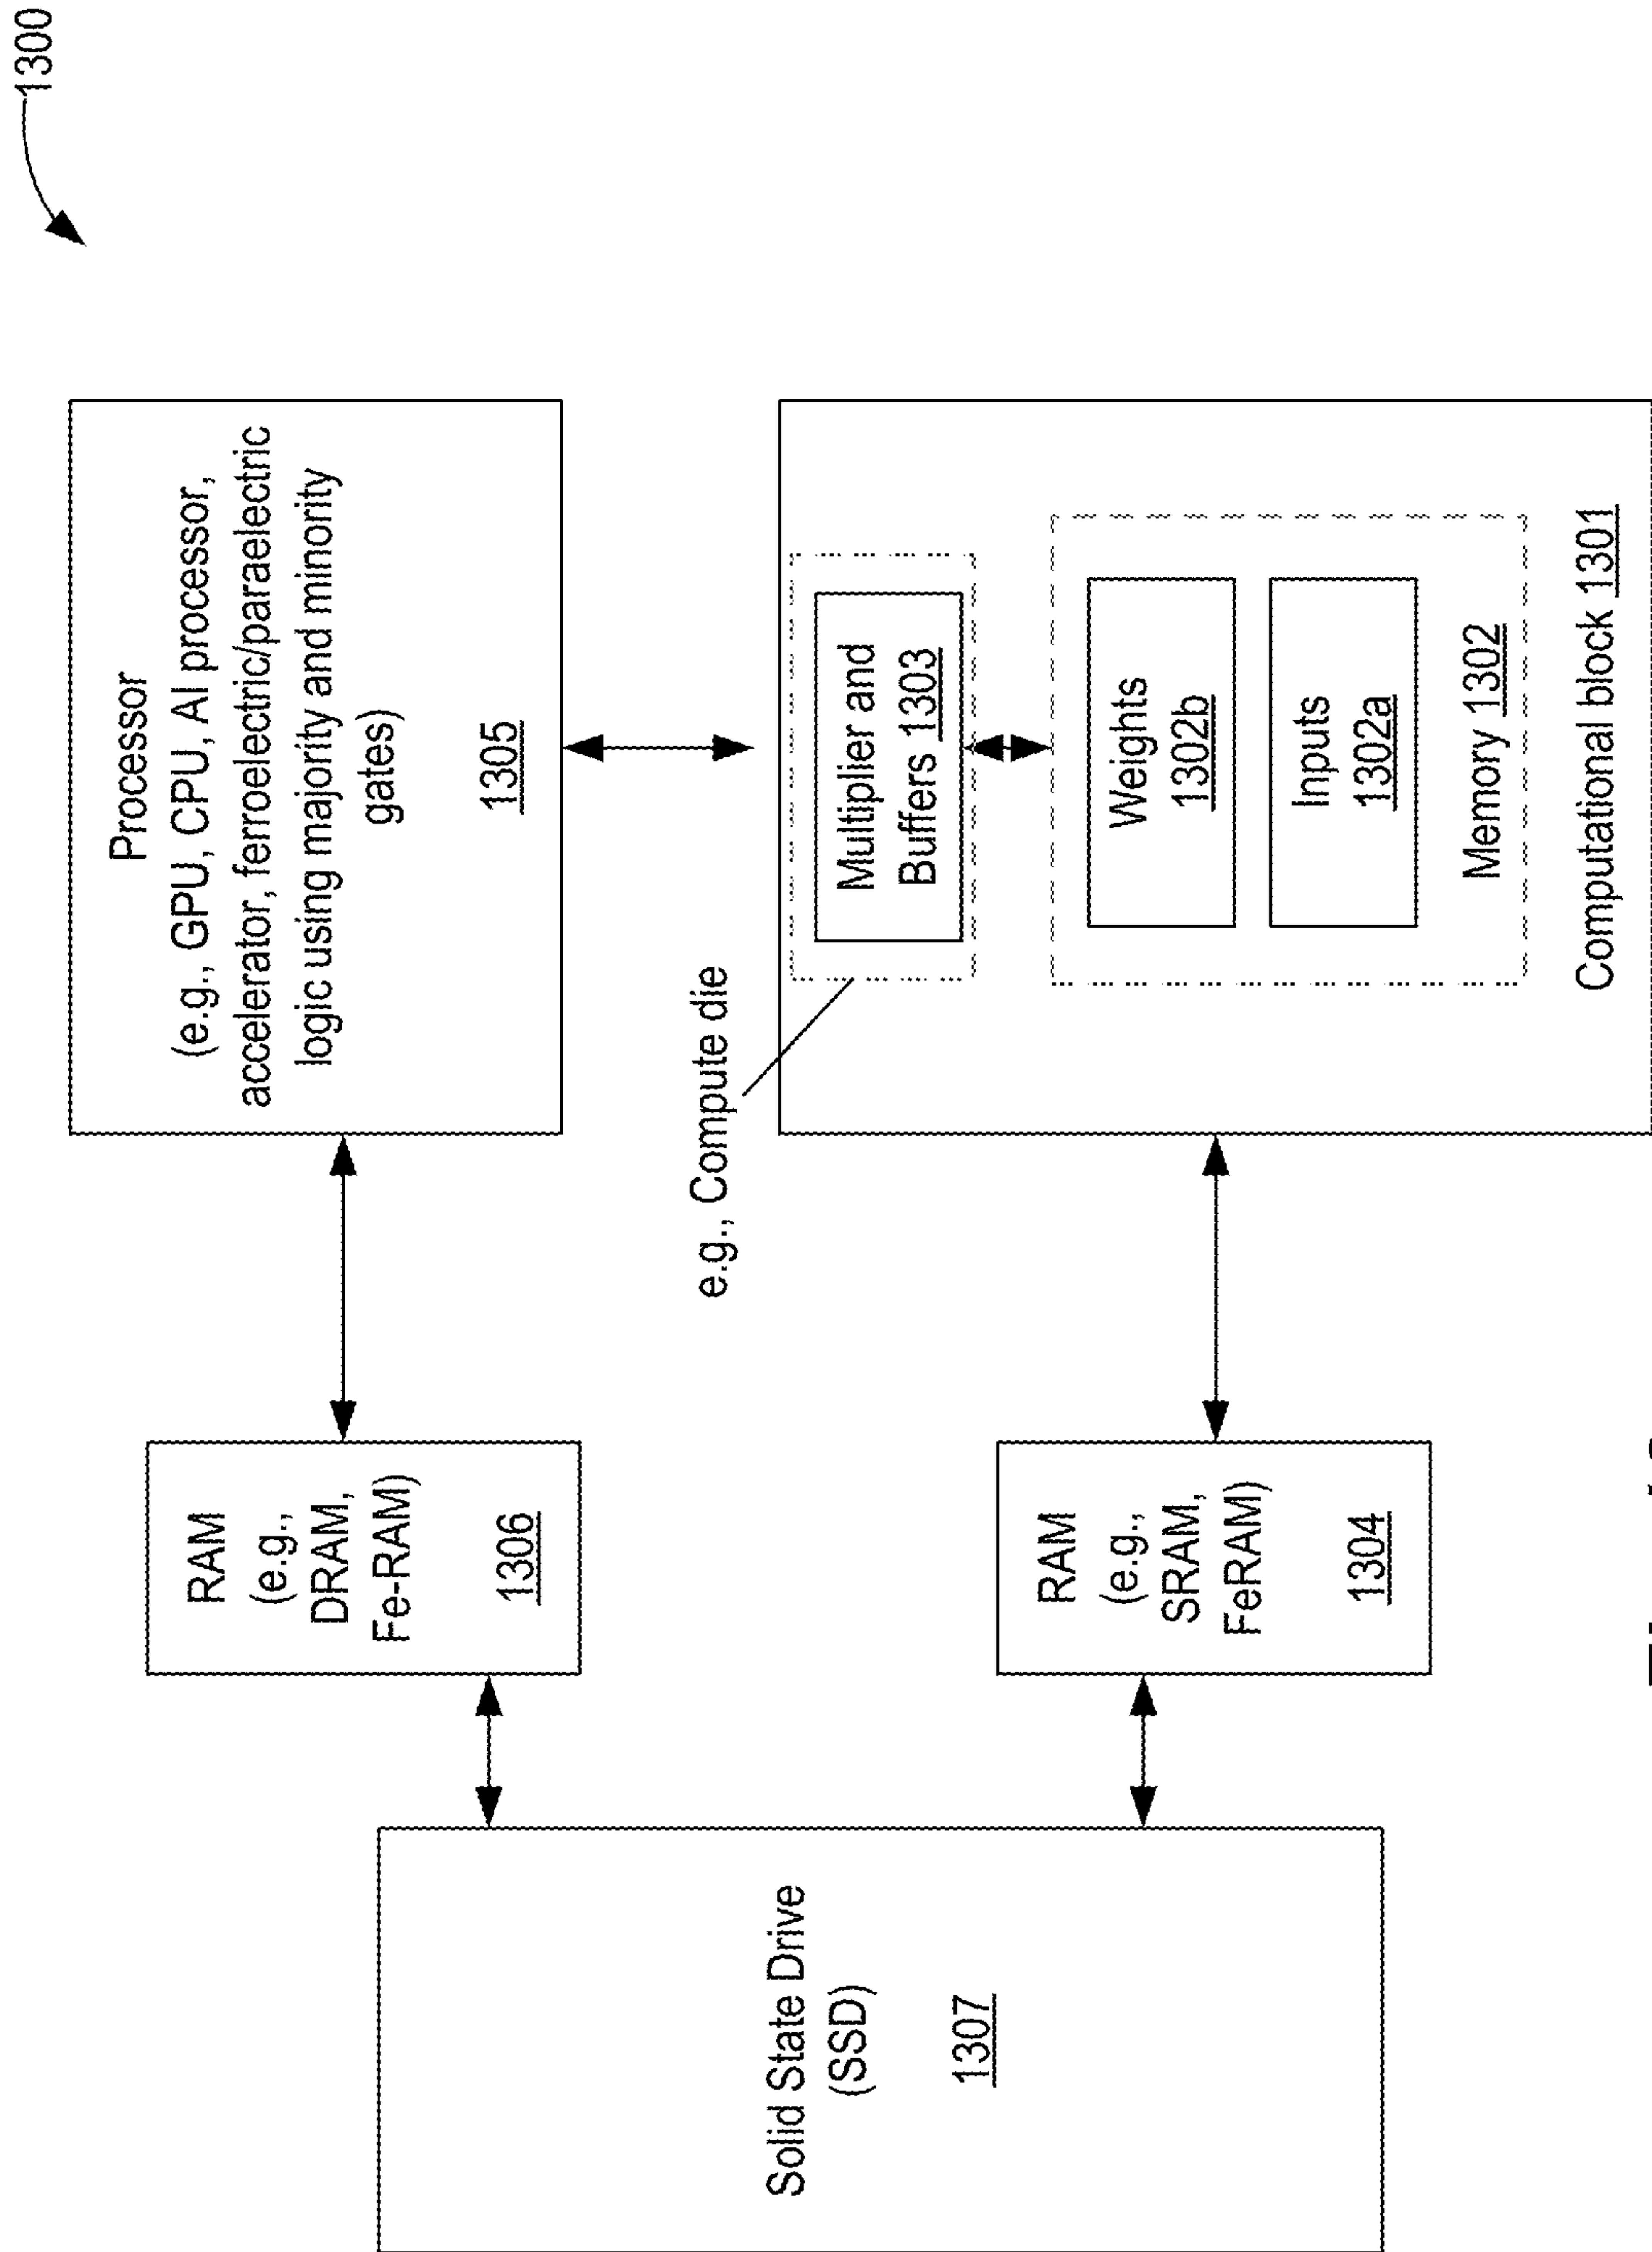 1300
Processor
(e.g., GPU, CPU, AI processor,
accelerator, ferroelectric/paraelectric
logic using majority and minority
gates)
1305
RAM
(e.g.,
DRAM,
Fe-RAM)
1306
Solid State Drive
(SSD)
1307
e.g., Compute die
Multiplier and
Buffers 1303
Weights
1302b
Inputs
1302a
Memory 1302
Computational block 1301
RAM
(e.g.,
SRAM,
FeRAM)
1304